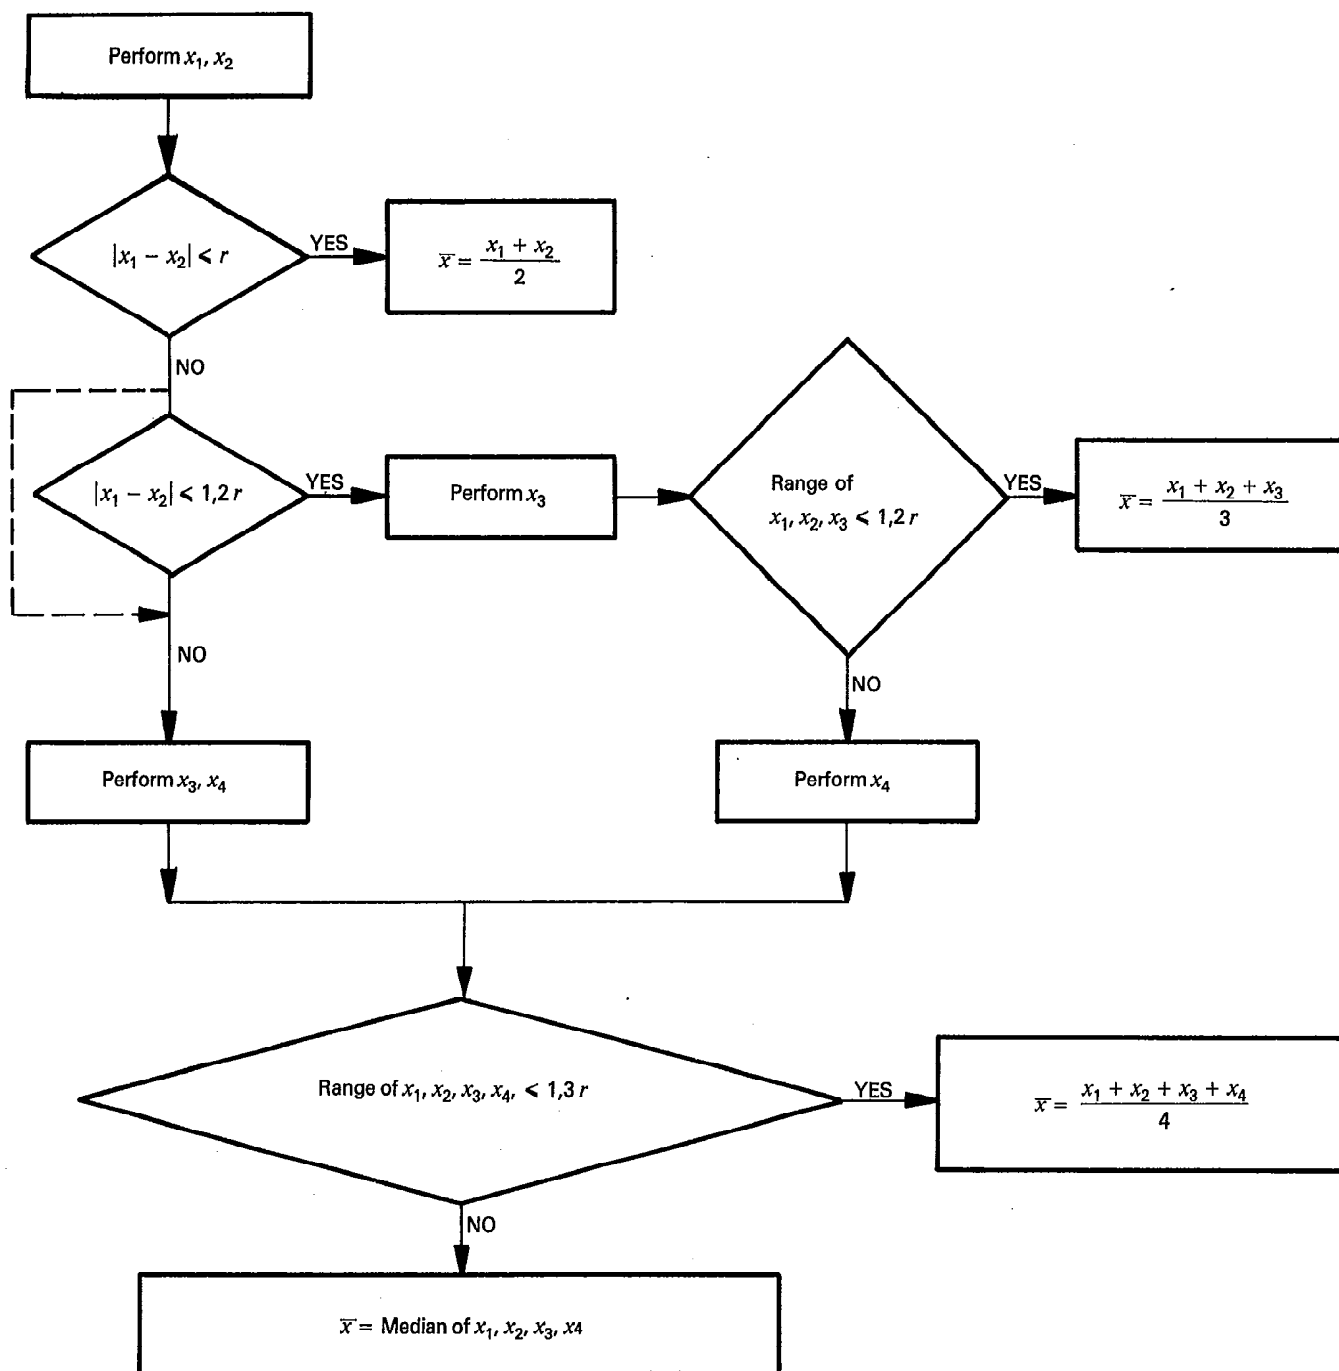 Perform x₁, x₂
|x₁ − x₂| ⩽ r
YES
x̄ = (x₁ + x₂) / 2
NO
|x₁ − x₂| ⩽ 1,2 r
YES
Perform x₃
Range of
x₁, x₂, x₃ ⩽ 1,2 r
YES
x̄ = (x₁ + x₂ + x₃) / 3
NO
NO
Perform x₃, x₄
Perform x₄
Range of x₁, x₂, x₃, x₄, ⩽ 1,3 r
YES
x̄ = (x₁ + x₂ + x₃ + x₄) / 4
NO
x̄ = Median of x₁, x₂, x₃, x4